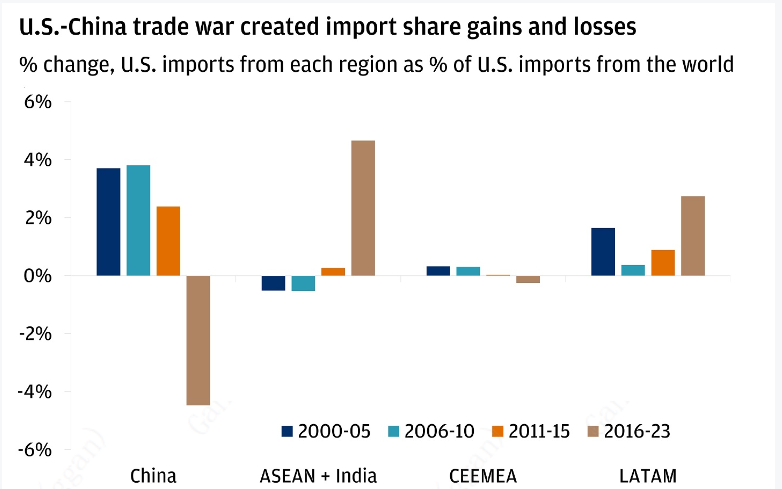 U.S.-China trade war created import share gains and losses
% change, U.S. imports from each region as % of U.S. imports from the world
6%
4%
2%
0%
-2%
-4%
-6%
2000-05 2006-10 2011-15 2016-23
China ASEAN + India CEEMEA LATAM